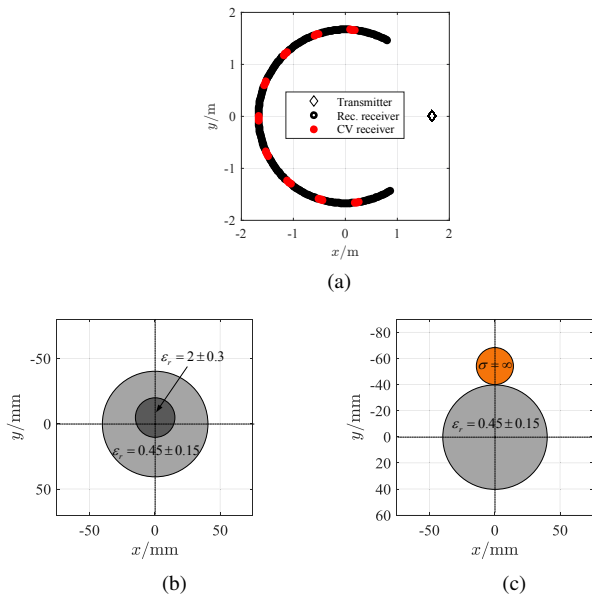 2
1
0
-1
-2
y/m
Transmitter
Rec. receiver
CV receiver
-2 -1 0 1 2
x/m
(a)
-50
0
50
y/mm
εr = 2 ± 0.3
εr = 0.45 ± 0.15
-50 0 50
x/mm
(b)
-80
-60
-40
-20
0
20
40
60
y/mm
σ = ∞
εr = 0.45 ± 0.15
-50 0 50
x/mm
(c)